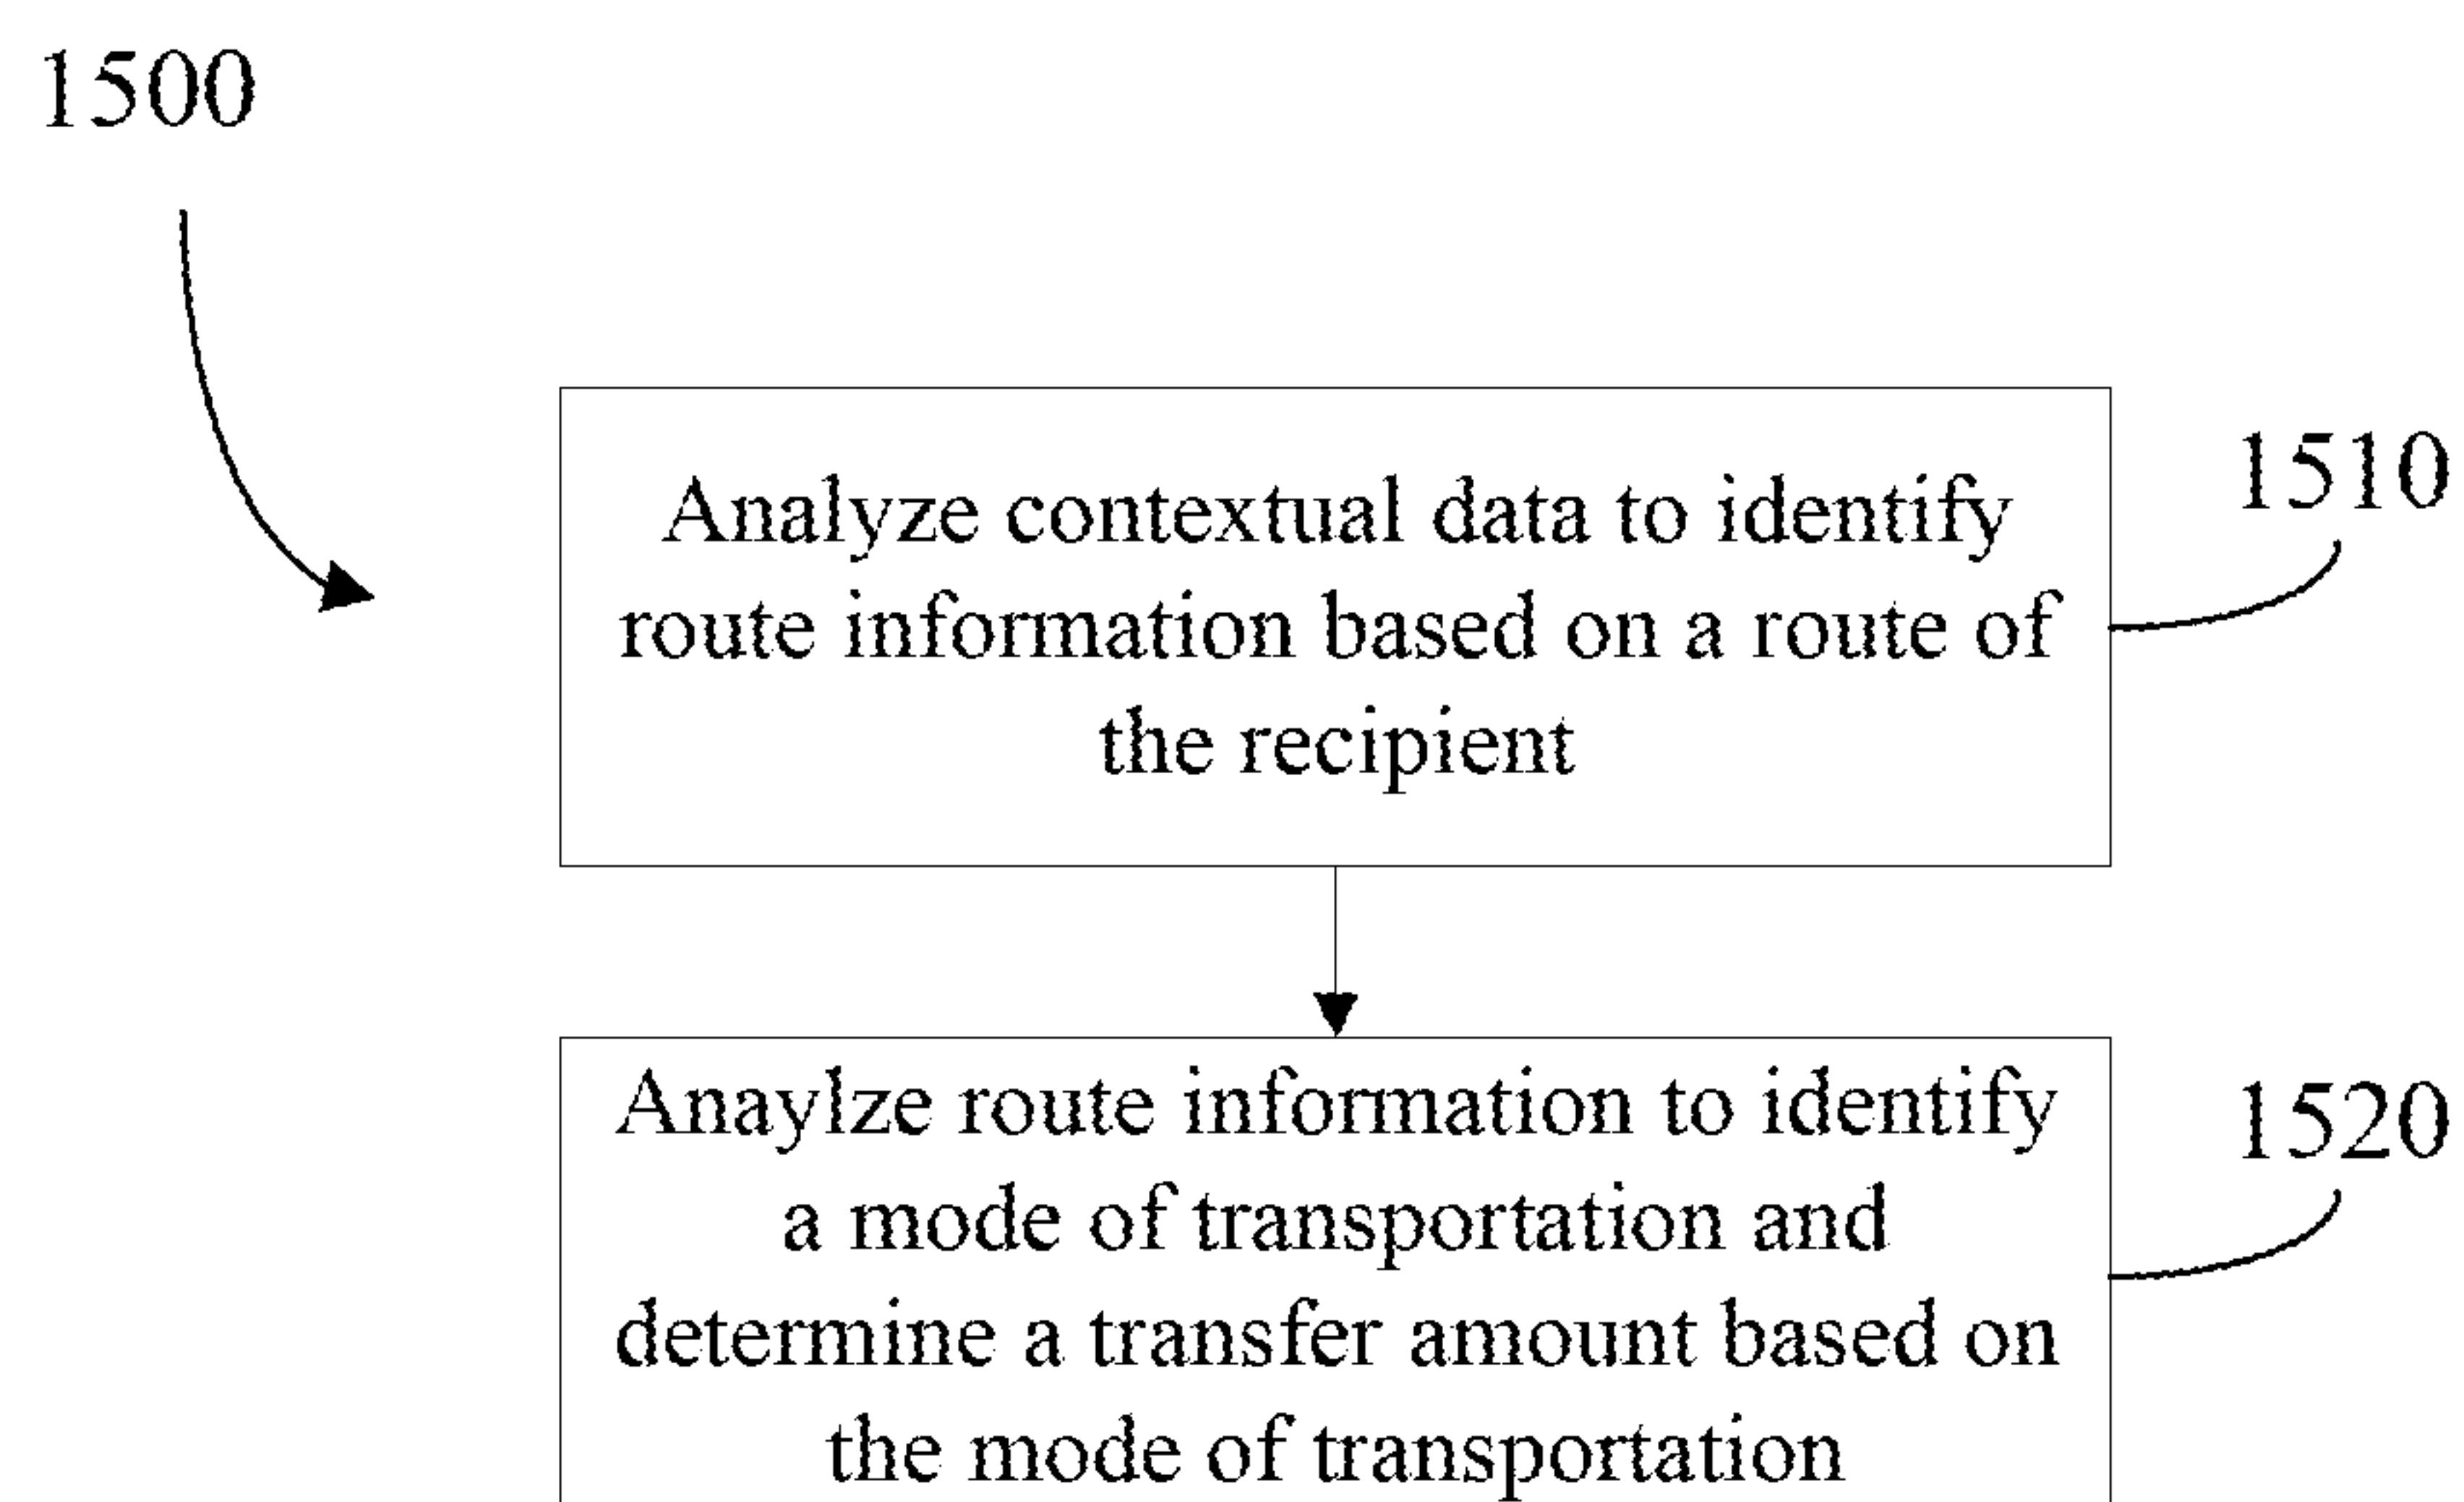 1500
Analyze contextual data to identify
route information based on a route of
the recipient
1510
Anaylze route information to identify
a mode of transportation and
determine a transfer amount based on
the mode of transportation
1520